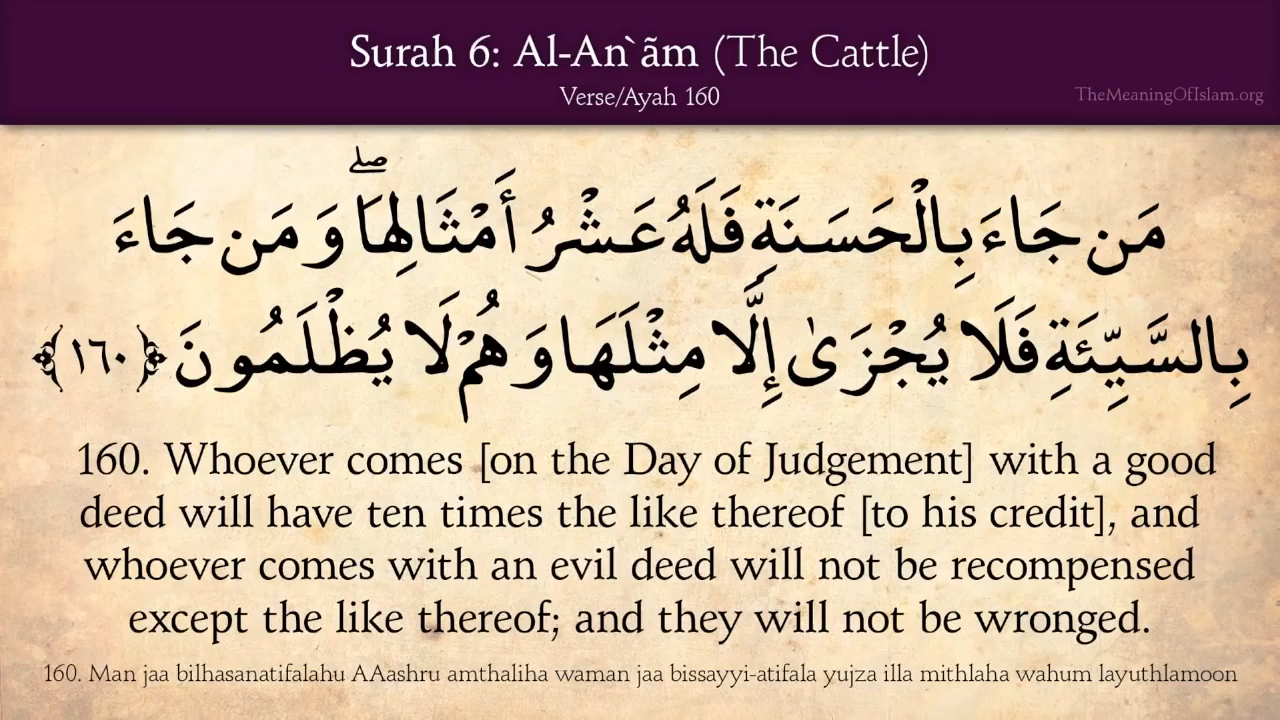 Surah 6: Al-An`ãm (The Cattle)
Verse/Ayah 160
TheMeaningOfIslam.org
مَن جَاءَ بِالْحَسَنَةِ فَلَهُ عَشْرُ أَمْثَالِهَا ۖ وَمَن جَاءَ
بِالسَّيِّئَةِ فَلَا يُجْزَىٰ إِلَّا مِثْلَهَا وَهُمْ لَا يُظْلَمُونَ ﴿١٦٠﴾
160. Whoever comes [on the Day of Judgement] with a good
deed will have ten times the like thereof [to his credit], and
whoever comes with an evil deed will not be recompensed
except the like thereof; and they will not be wronged.
160. Man jaa bilhasanatifalahu AAashru amthaliha waman jaa bissayyi-atifala yujza illa mithlaha wahum layuthlamoon